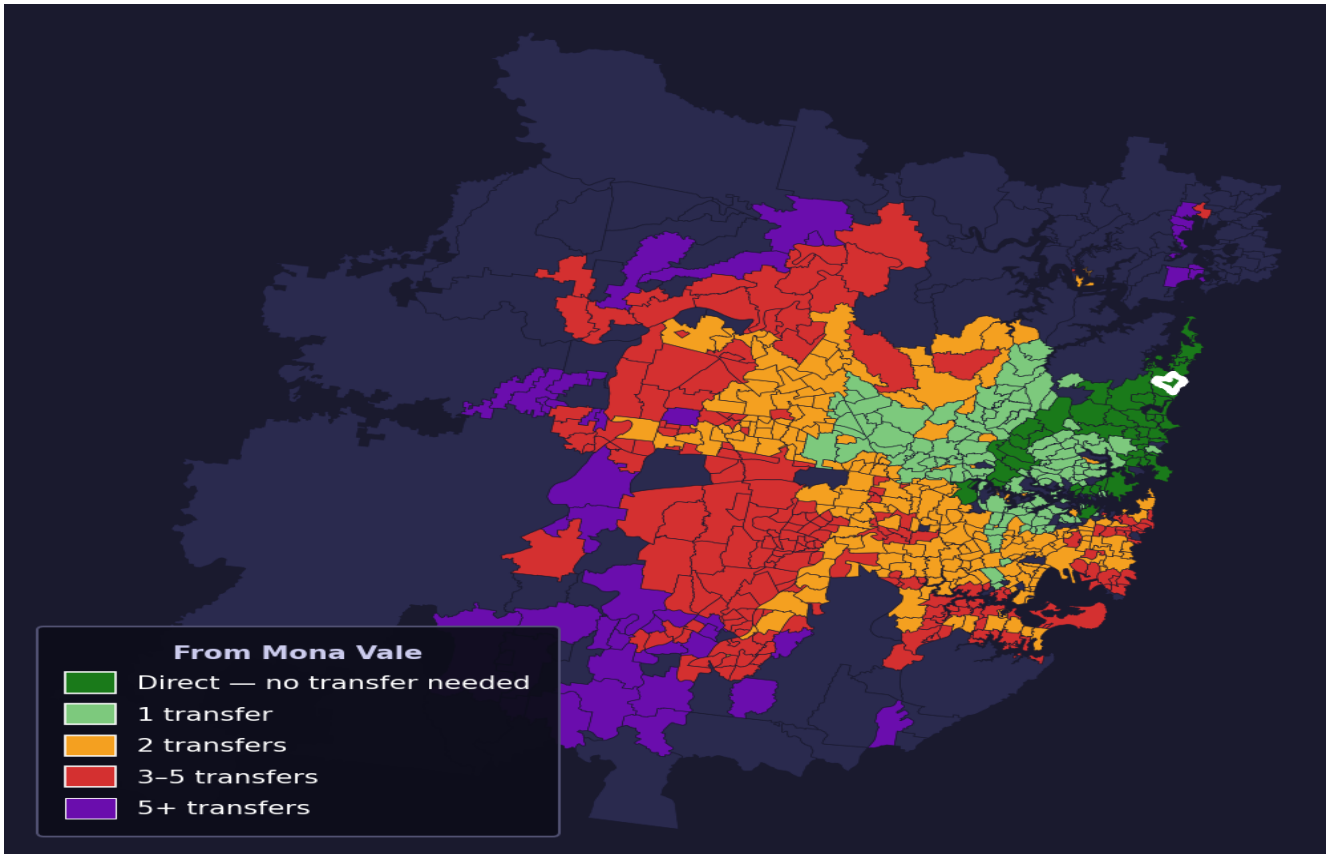 From Mona Vale
Direct — no transfer needed
1 transfer
2 transfers
3–5 transfers
5+ transfers